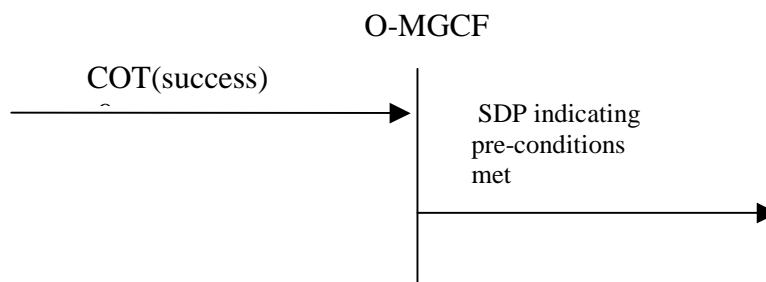 O-MGCF
COT(success)
SDP indicating
pre-conditions
met